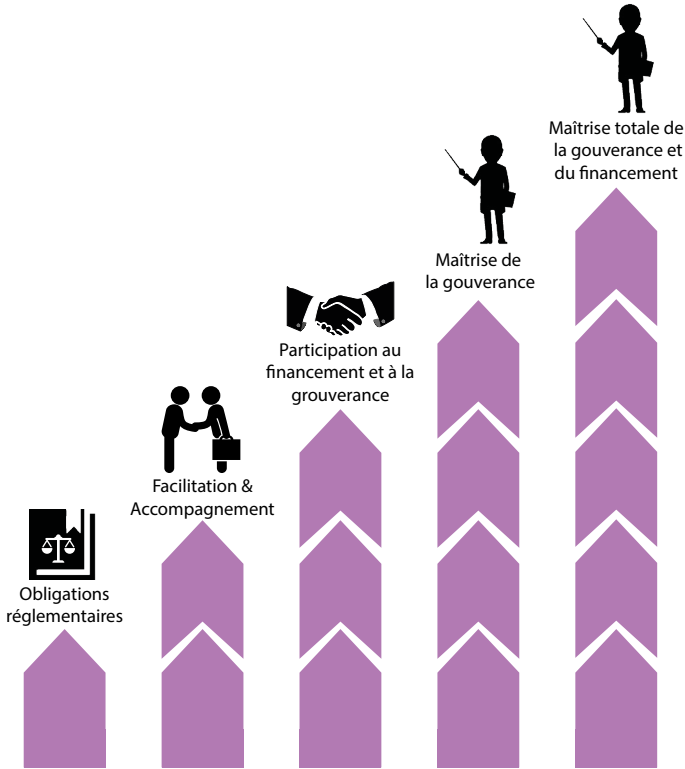 Obligations
réglementaires
Facilitation &
Accompagnement
Participation au
financement et à la
grouverance
Maîtrise de
la gouverance
Maîtrise totale de
la gouverance et
du financement